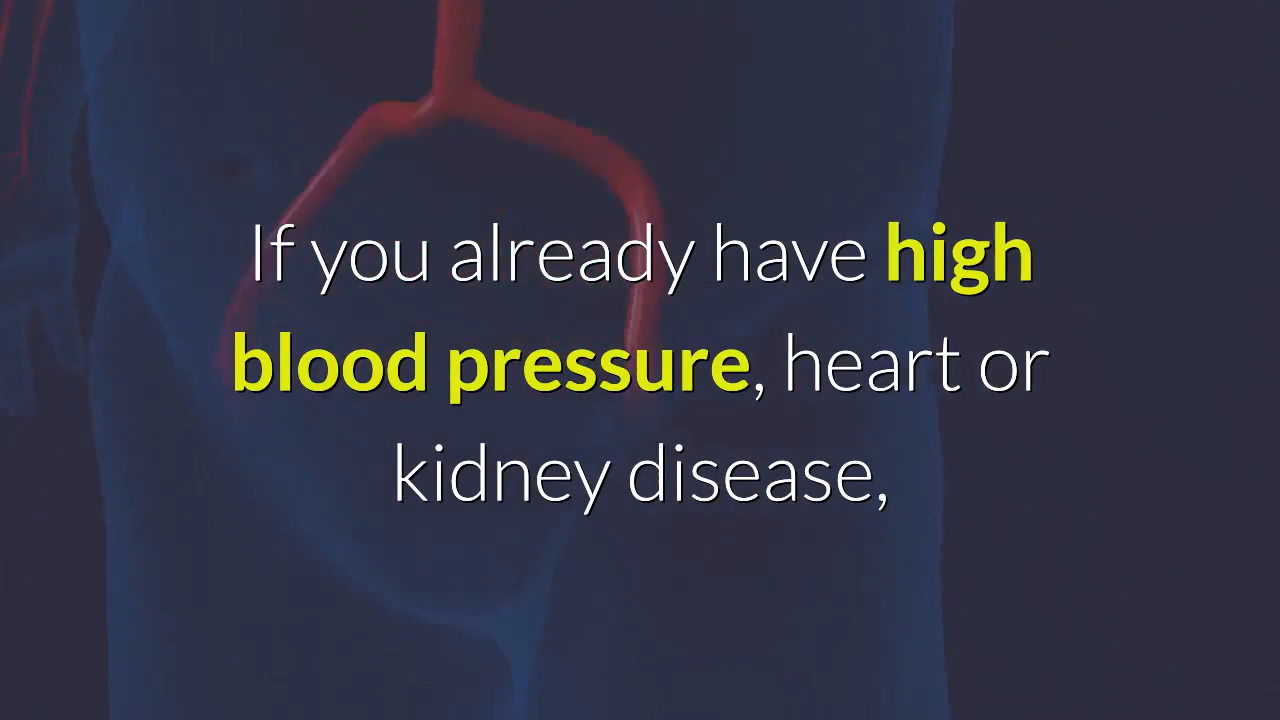 If you already have high
blood pressure, heart or
kidney disease,